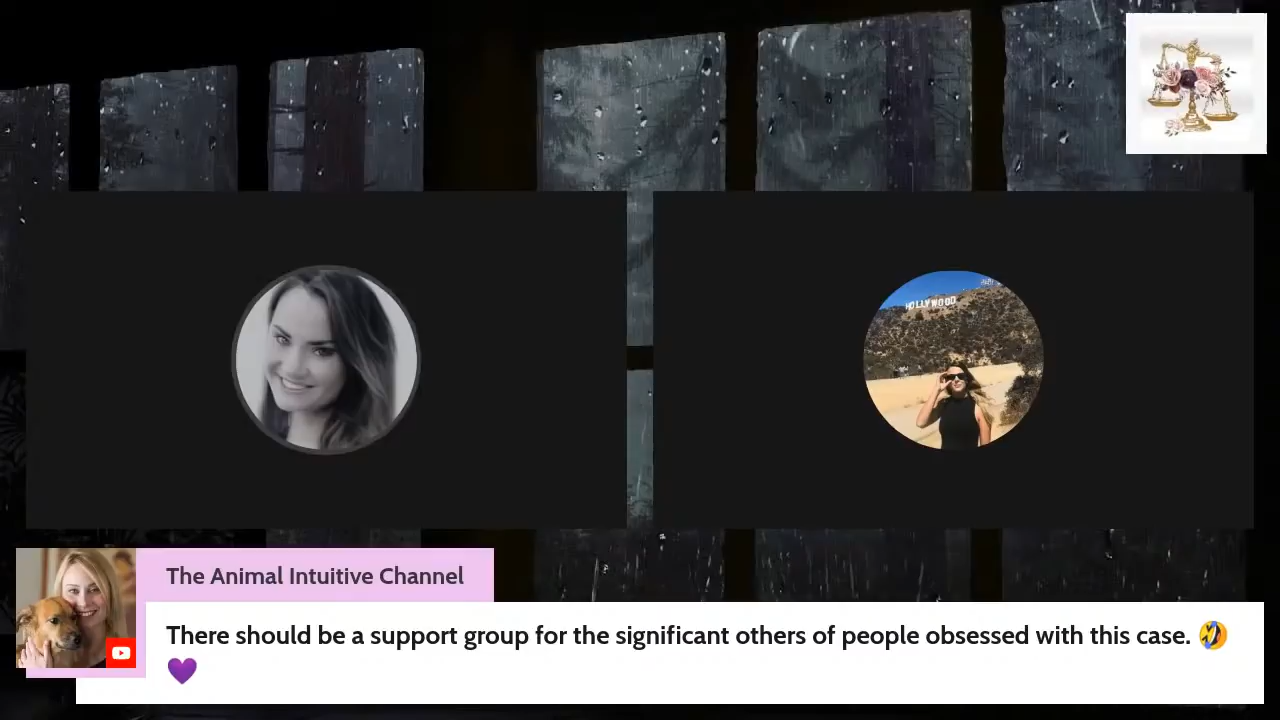 HOLLYWOOD
The Animal Intuitive Channel
There should be a support group for the significant others of people obsessed with this case. 🤣
💜